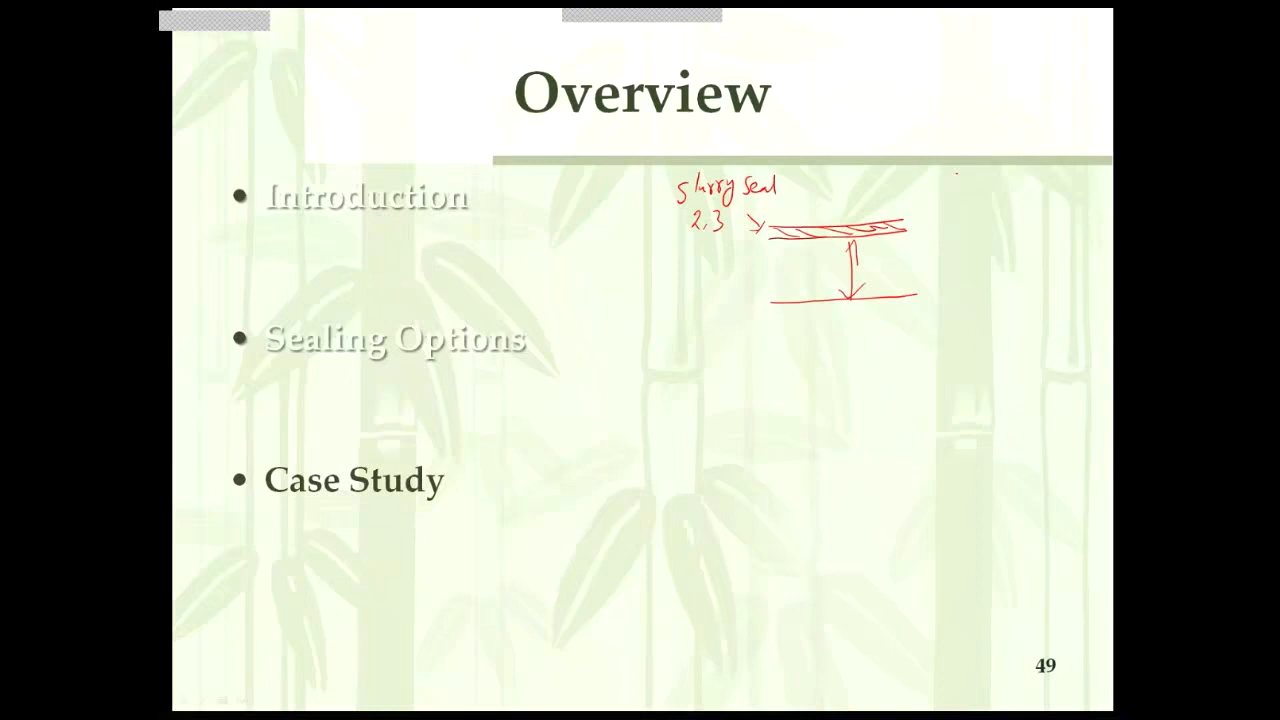 Overview
• Introduction
slurry seal
2,3
• Sealing Options
• Case Study
49